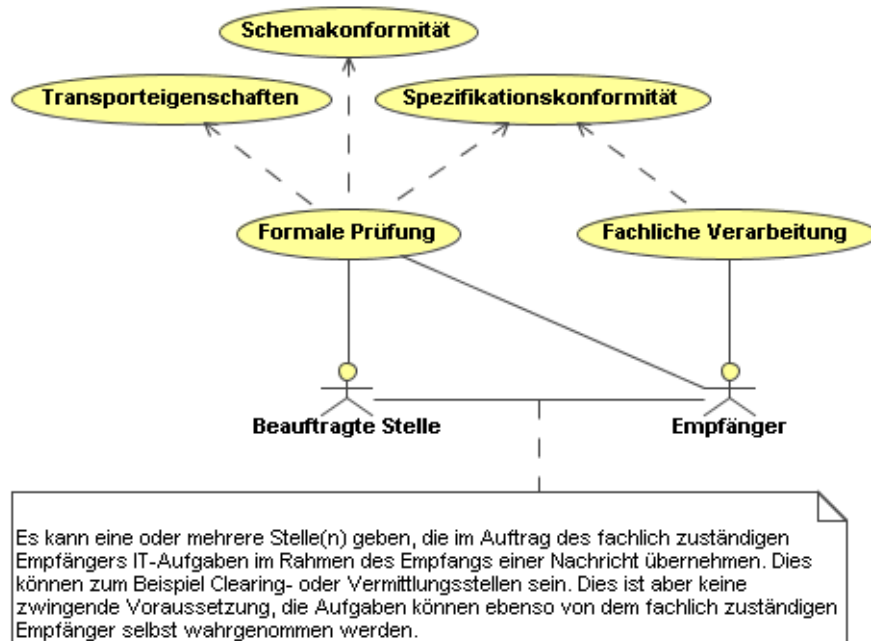 Schemakonformität
Transporteigenschaften
Spezifikationskonformität
Formale Prüfung
Fachliche Verarbeitung
Beauftragte Stelle
Empfänger
Es kann eine oder mehrere Stelle(n) geben, die im Auftrag des fachlich zuständigen
Empfängers IT-Aufgaben im Rahmen des Empfangs einer Nachricht übernehmen. Dies
können zum Beispiel Clearing- oder Vermittlungsstellen sein. Dies ist aber keine
zwingende Voraussetzung, die Aufgaben können ebenso von dem fachlich zuständigen
Empfänger selbst wahrgenommen werden.